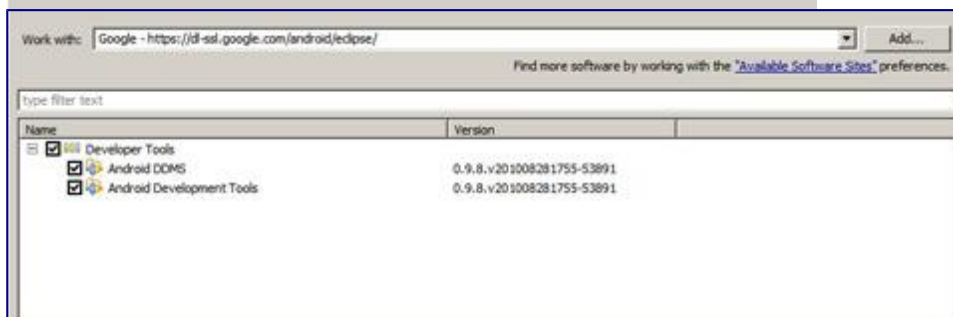 Work with: Google - https://dl-ssl.google.com/android/eclipse/ Add...
Find more software by working with the "Available Software Sites" preferences.
type filter text
Name Version
Developer Tools
Android DDMS 0.9.8.v201008281755-53891
Android Development Tools 0.9.8.v201008281755-53891